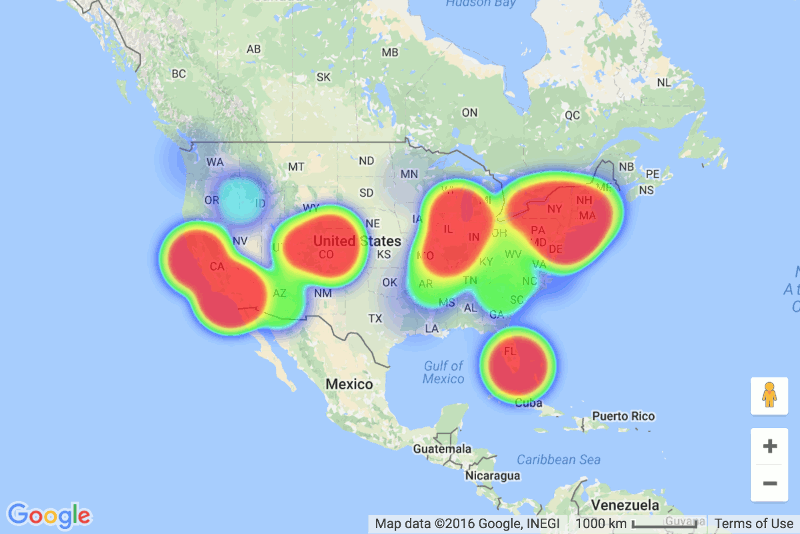 Hudson Bay
AB
MB
BC
SK
NL
ON
QC
WA
MT
ND
MN
NB
PE
ME
NS
OR
ID
SD
WY
IA
MI
NY
NH
MA
NV
UT
United States
NE
IL
IN
OH
PA
MD
DE
CA
CO
KS
MO
KY
WV
VA
AZ
NM
OK
AR
TN
NC
MS
AL
SC
GA
TX
LA
FL
Gulf of
Mexico
Mexico
Cuba
Puerto Rico
Guatemala
Caribbean Sea
Nicaragua
Venezuela
Guyana
+
−
Google
Map data ©2016 Google, INEGI
1000 km
Terms of Use